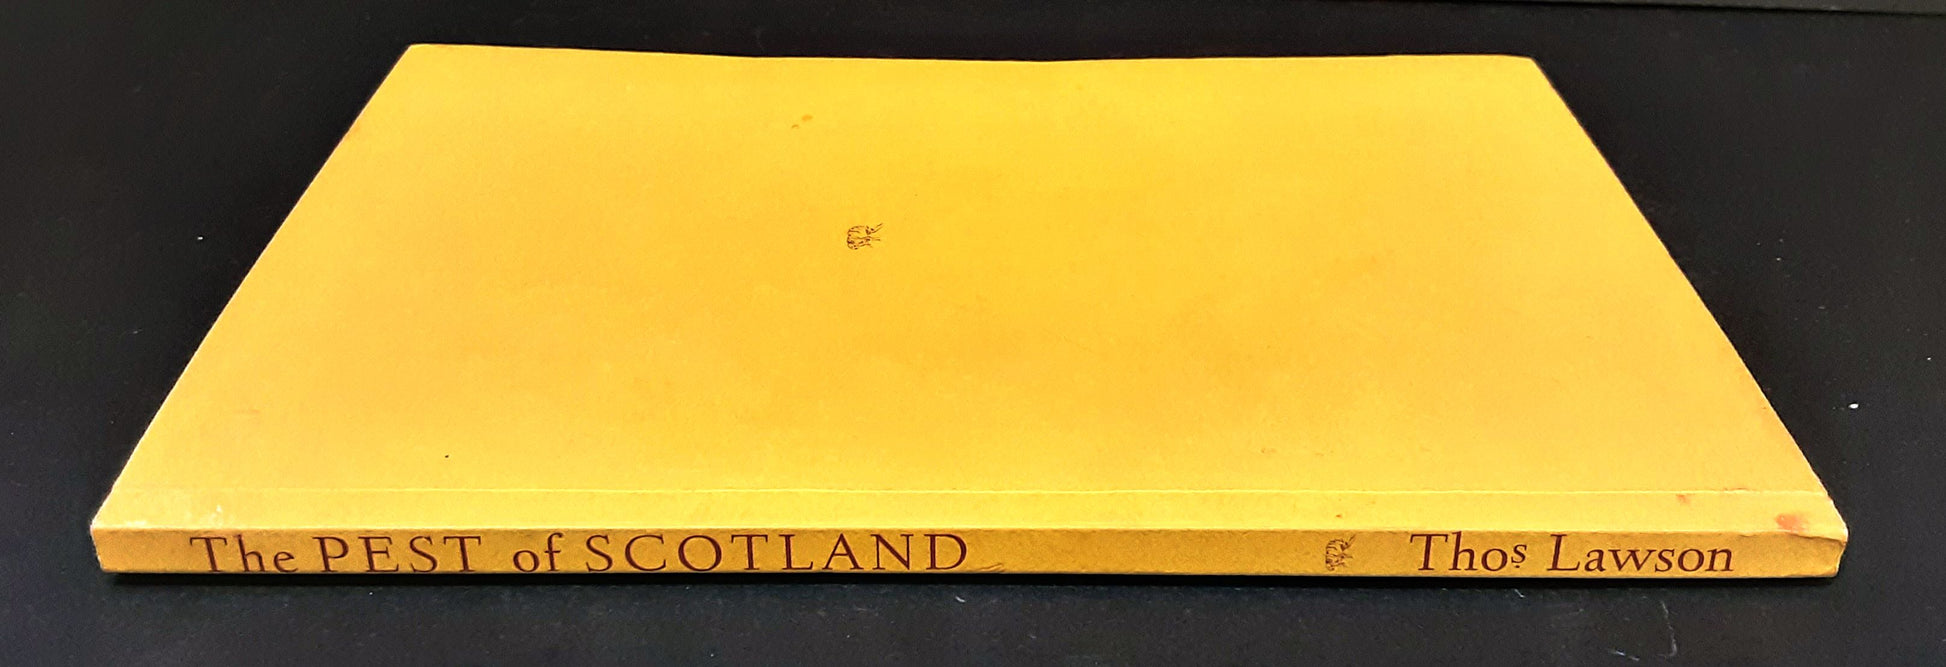 The PEST of SCOTLAND Thoˢ Lawson